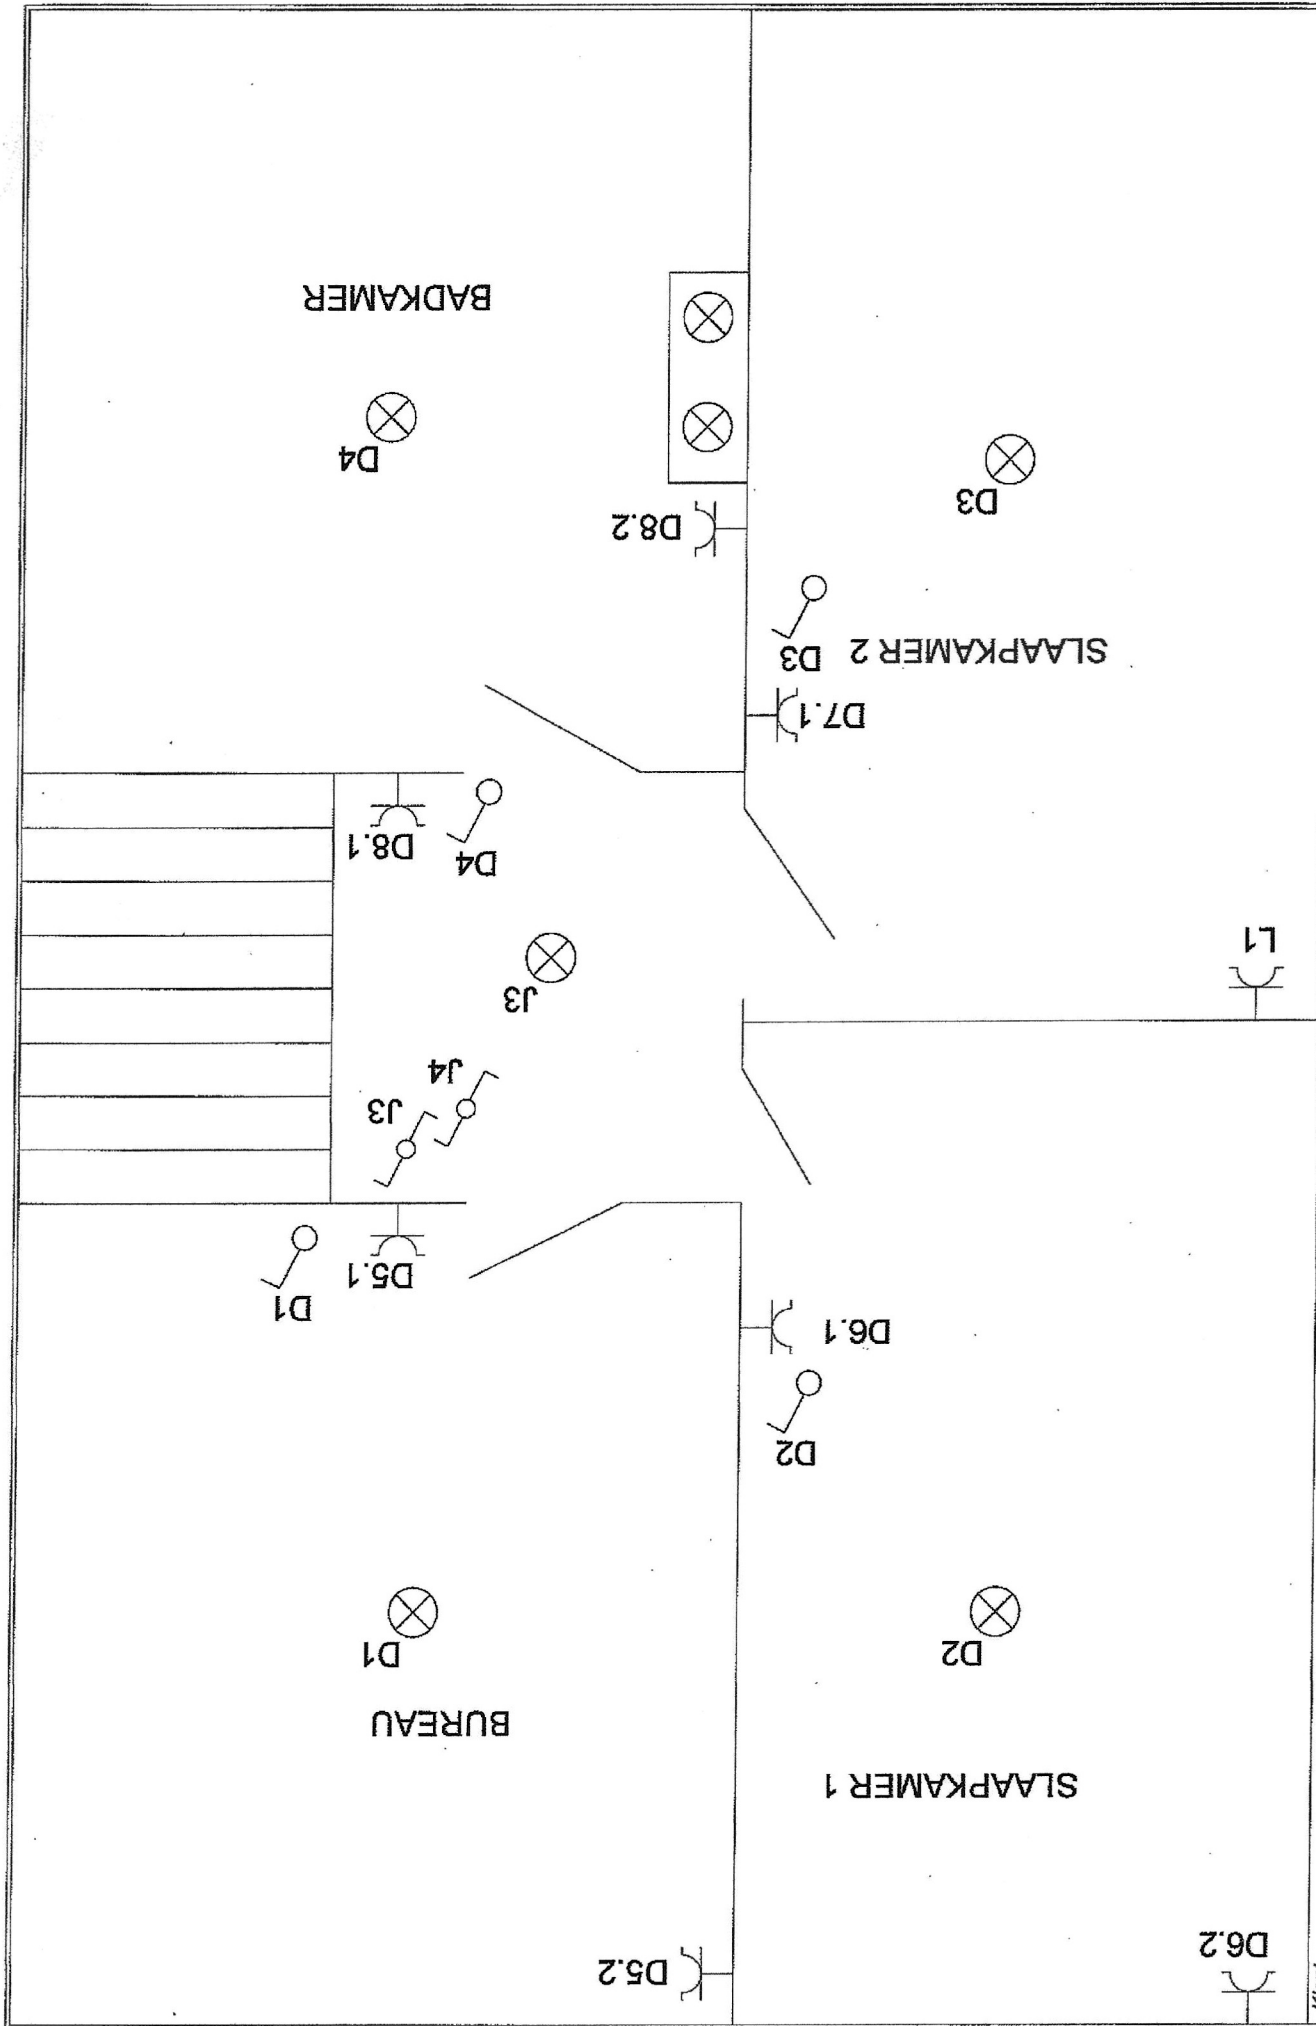 D6.2
D5.2
SLAAPKAMER 1
BUREAU
D2
D1
D2
D6.1
D1
D5.1
J3
J4
J3
L1
D4
D8.1
D7.1
SLAAPKAMER 2
D3
D8.2
D3
D4
BADKAMER